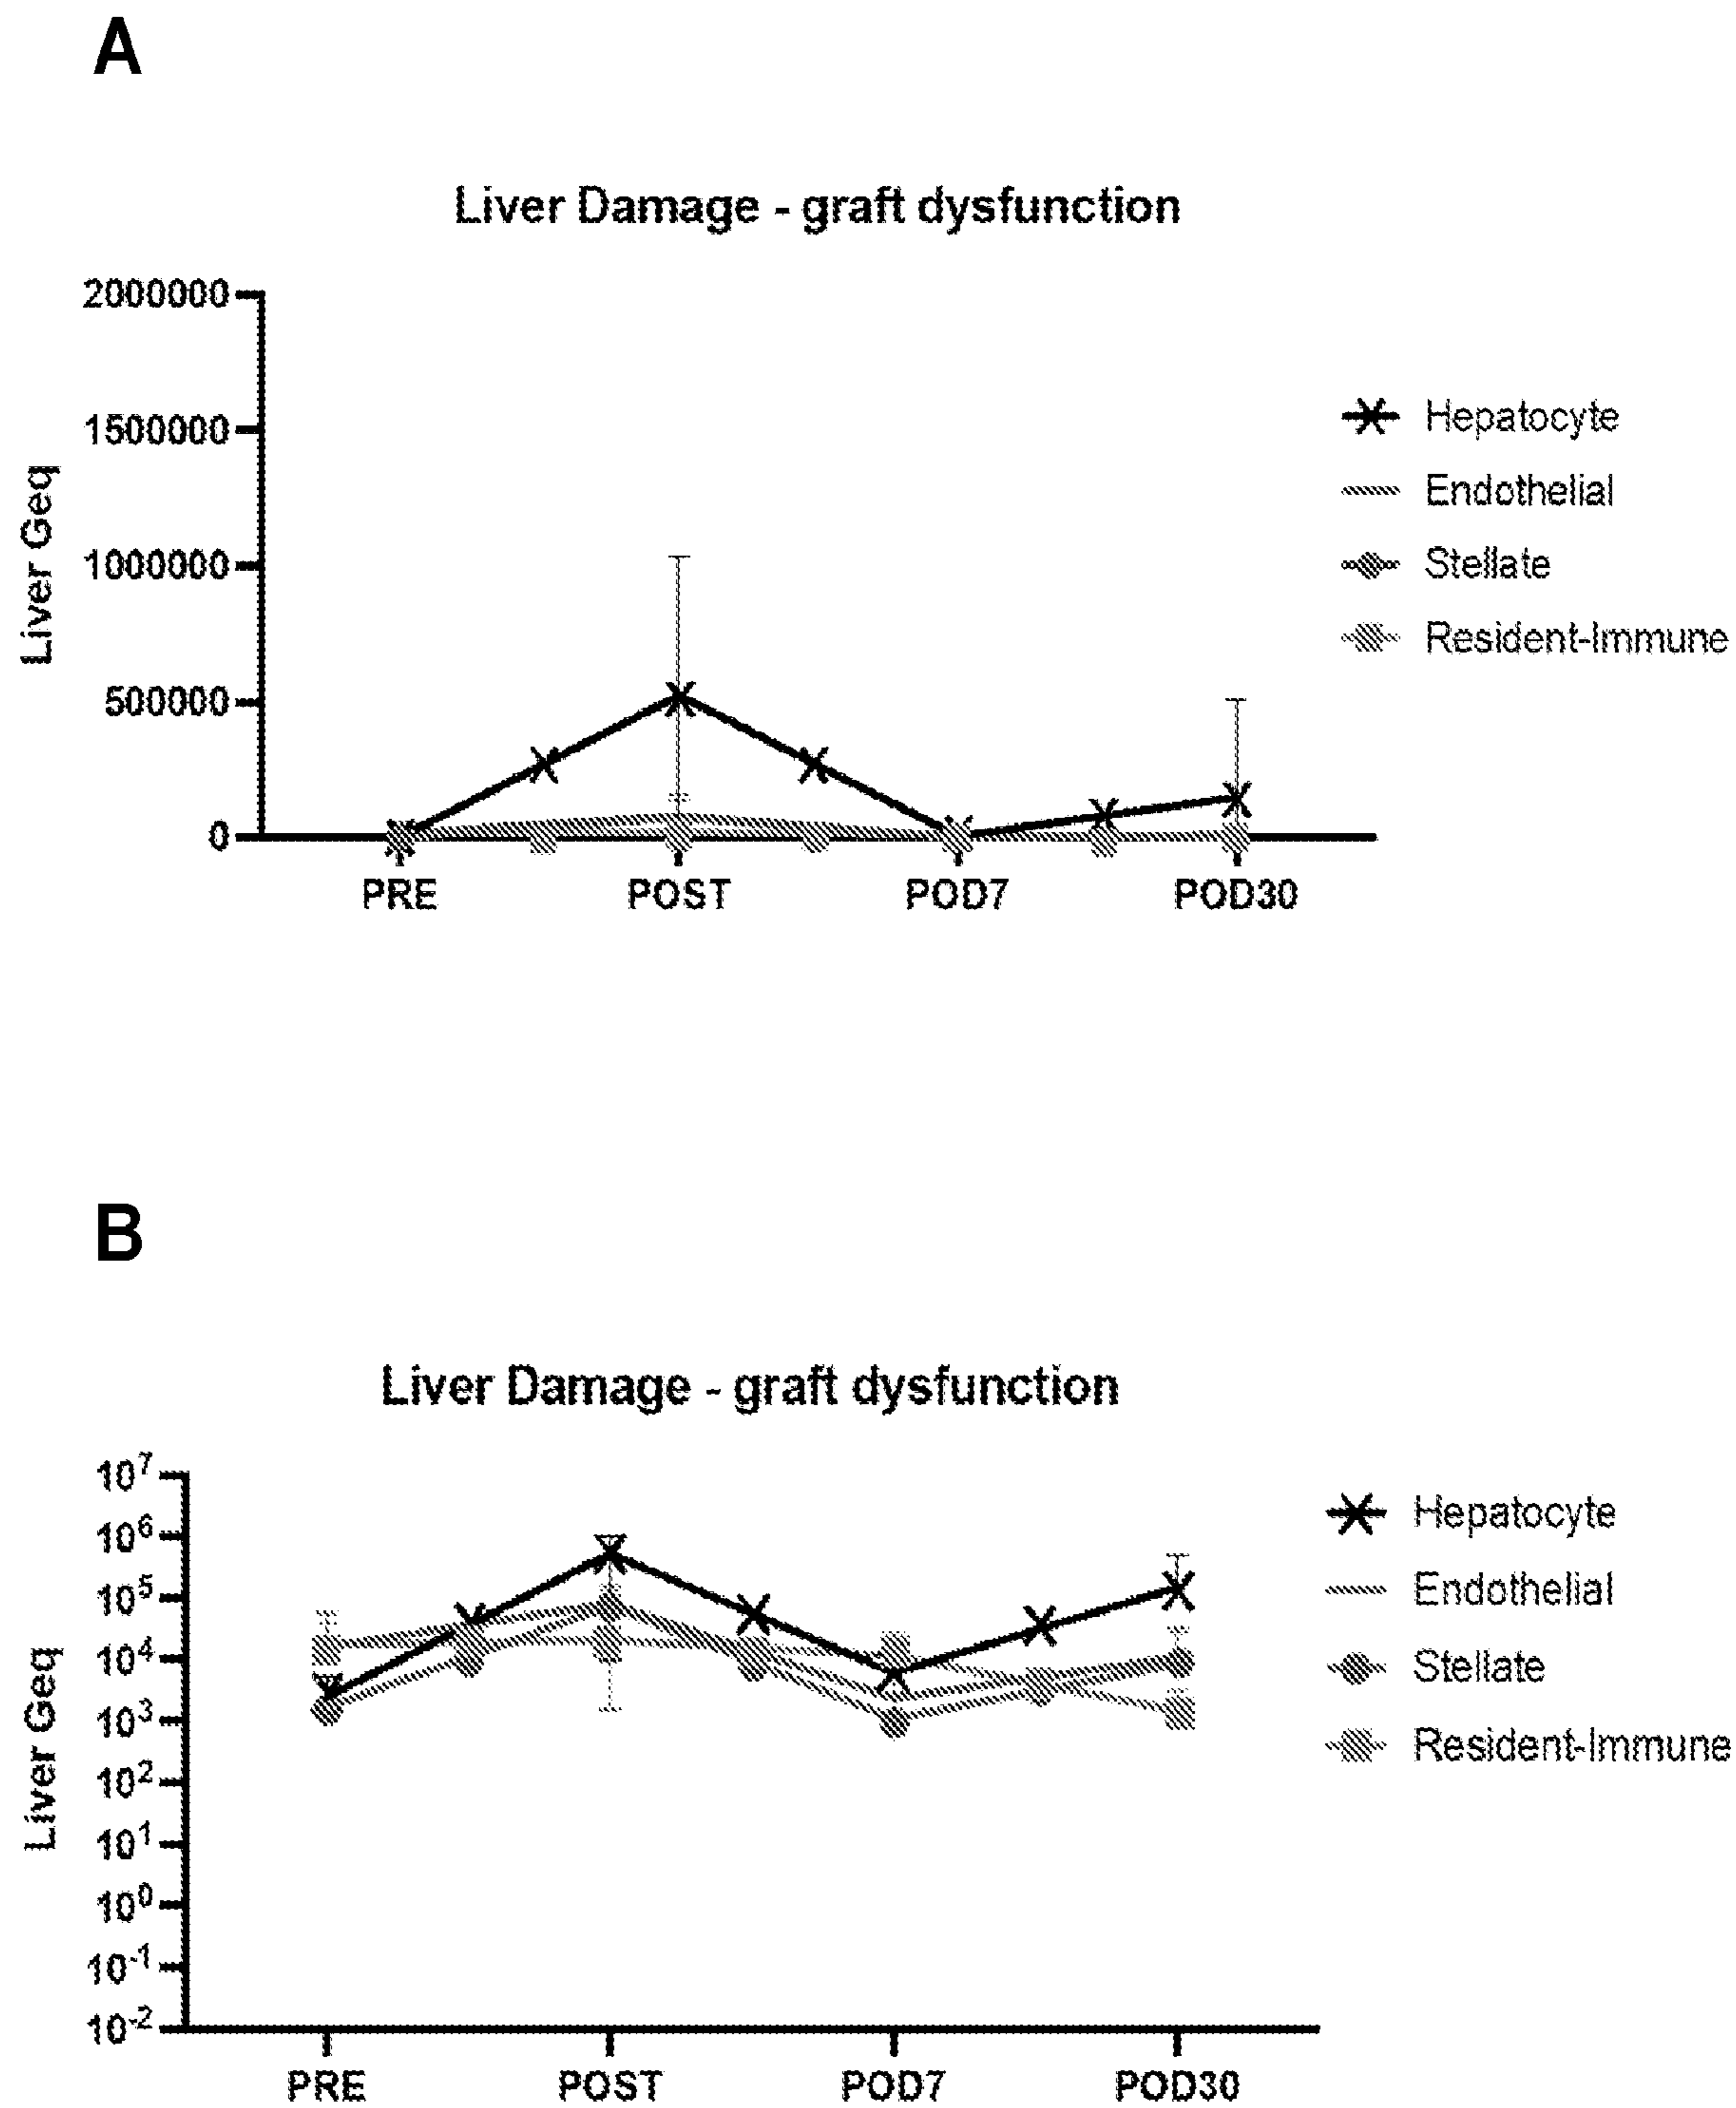 A
Liver Damage - graft dysfunction
2000000
1500000
1000000
500000
0
Liver Geq
Hepatocyte
Endothelial
Stellate
Resident-Immune
PRE POST POD7 POD30
B
Liver Damage - graft dysfunction
10⁷
10⁶
10⁵
10⁴
10³
10²
10¹
10⁰
10⁻¹
10⁻²
Liver Geq
Hepatocyte
Endothelial
Stellate
Resident-Immune
PRE POST POD7 POD30